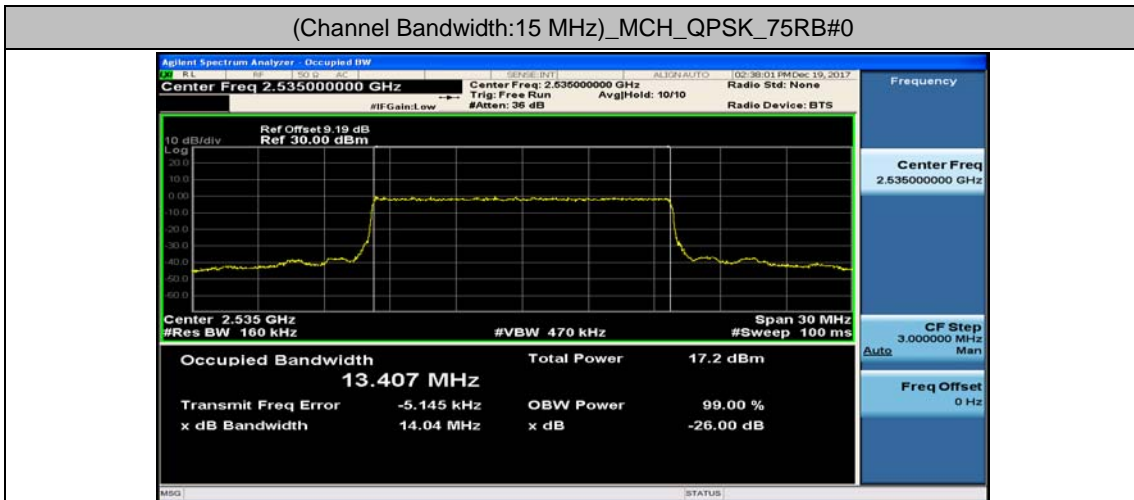 (Channel Bandwidth:15 MHz)_MCH_QPSK_75RB#0
Agilent Spectrum Analyzer - Occupied BW
LXI RL RF 50 Ω AC SENSE:INT ALIGN AUTO 02:38:01 PM Dec 19, 2017
Center Freq 2.535000000 GHz
Center Freq: 2.535000000 GHz
Radio Std: None
Trig: Free Run Avg|Hold: 10/10
#IFGain:Low #Atten: 36 dB Radio Device: BTS
Ref Offset 9.19 dB
10 dB/div Ref 30.00 dBm
Log
20.0
10.0
0.00
-10.0
-20.0
-30.0
-40.0
-50.0
-60.0
Center 2.535 GHz Span 30 MHz
#Res BW 160 kHz #VBW 470 kHz #Sweep 100 ms
Occupied Bandwidth Total Power 17.2 dBm
13.407 MHz
Transmit Freq Error -5.145 kHz OBW Power 99.00 %
x dB Bandwidth 14.04 MHz x dB -26.00 dB
MSG STATUS
Frequency
Center Freq
2.535000000 GHz
CF Step
3.000000 MHz
Auto Man
Freq Offset
0 Hz